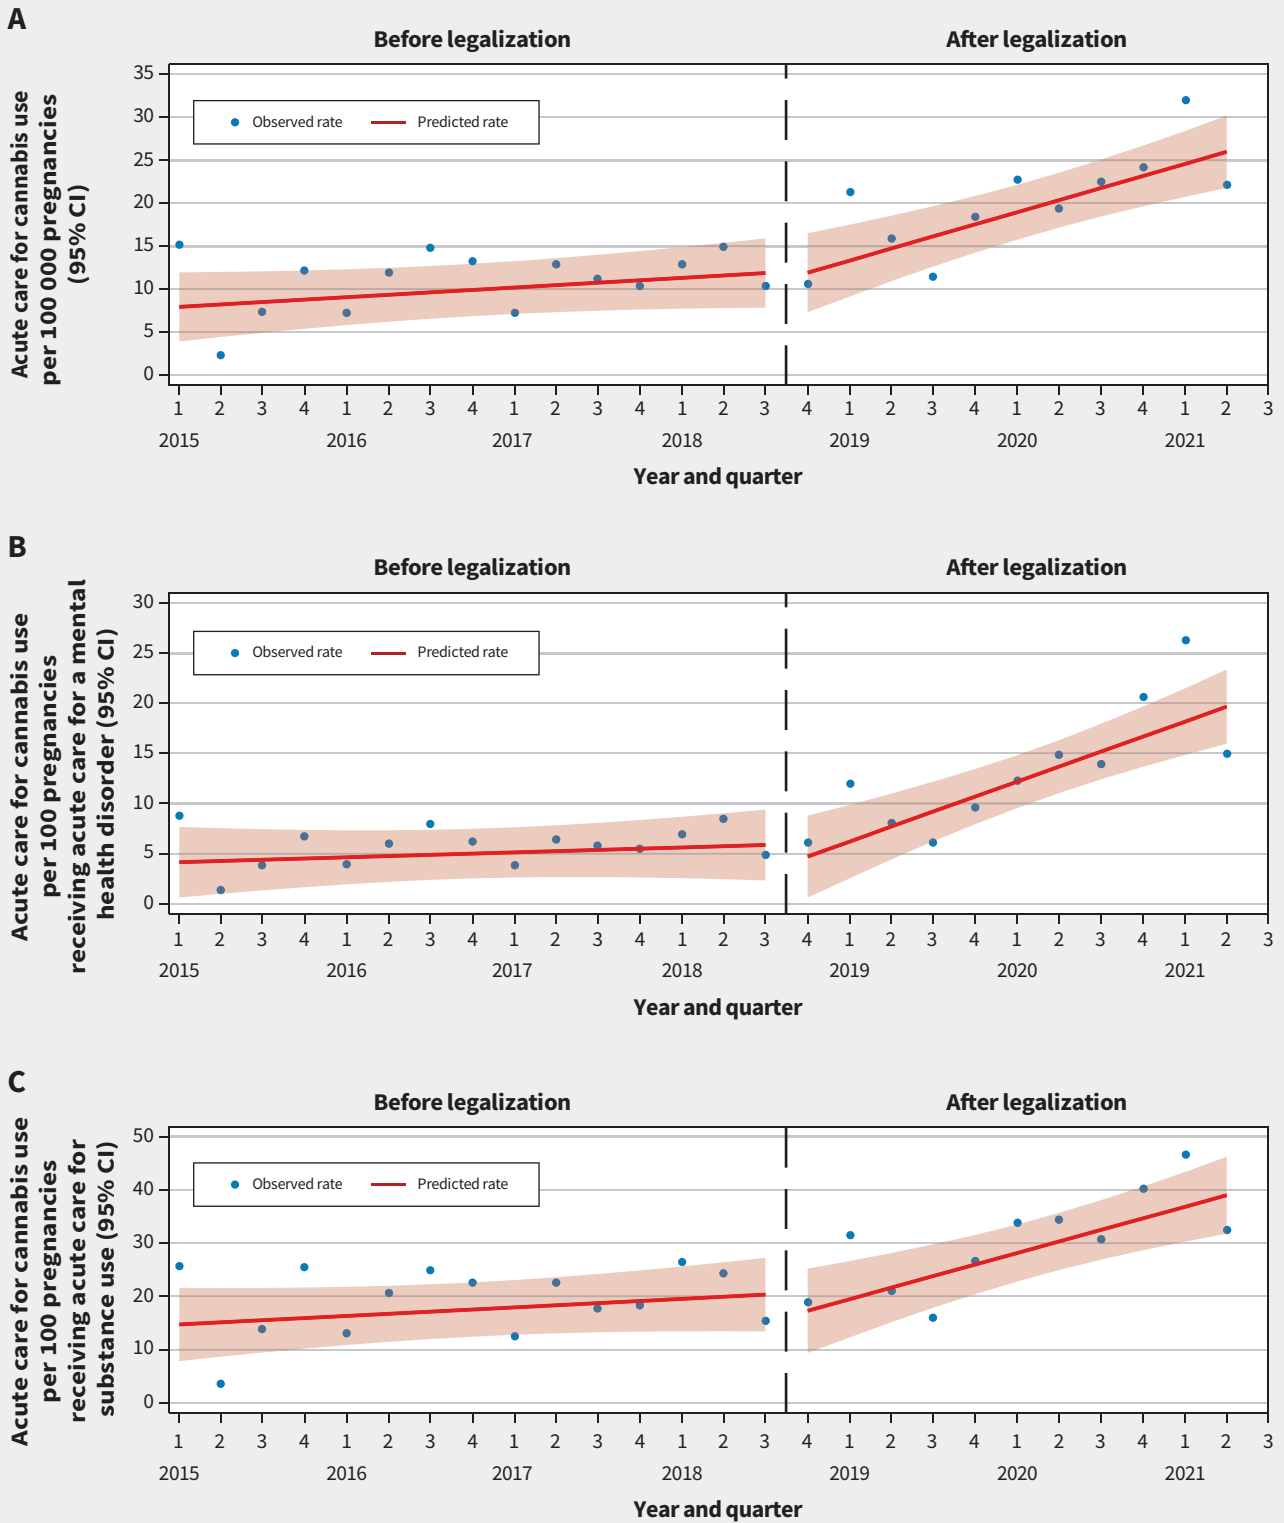 A
Before legalization
After legalization
Acute care for cannabis use
per 100 000 pregnancies
(95% CI)
35
30
25
20
15
10
5
0
Observed rate
Predicted rate
1 2 3 4 1 2 3 4 1 2 3 4 1 2 3 4 1 2 3 4 1 2 3 4 1 2 3
2015 2016 2017 2018 2019 2020 2021
Year and quarter
B
Before legalization
After legalization
Acute care for cannabis use
per 100 pregnancies
receiving acute care for a mental
health disorder (95% CI)
30
25
20
15
10
5
0
Observed rate
Predicted rate
1 2 3 4 1 2 3 4 1 2 3 4 1 2 3 4 1 2 3 4 1 2 3 4 1 2 3
2015 2016 2017 2018 2019 2020 2021
Year and quarter
C
Before legalization
After legalization
Acute care for cannabis use
per 100 pregnancies
receiving acute care for
substance use (95% CI)
50
40
30
20
10
0
Observed rate
Predicted rate
1 2 3 4 1 2 3 4 1 2 3 4 1 2 3 4 1 2 3 4 1 2 3 4 1 2 3
2015 2016 2017 2018 2019 2020 2021
Year and quarter